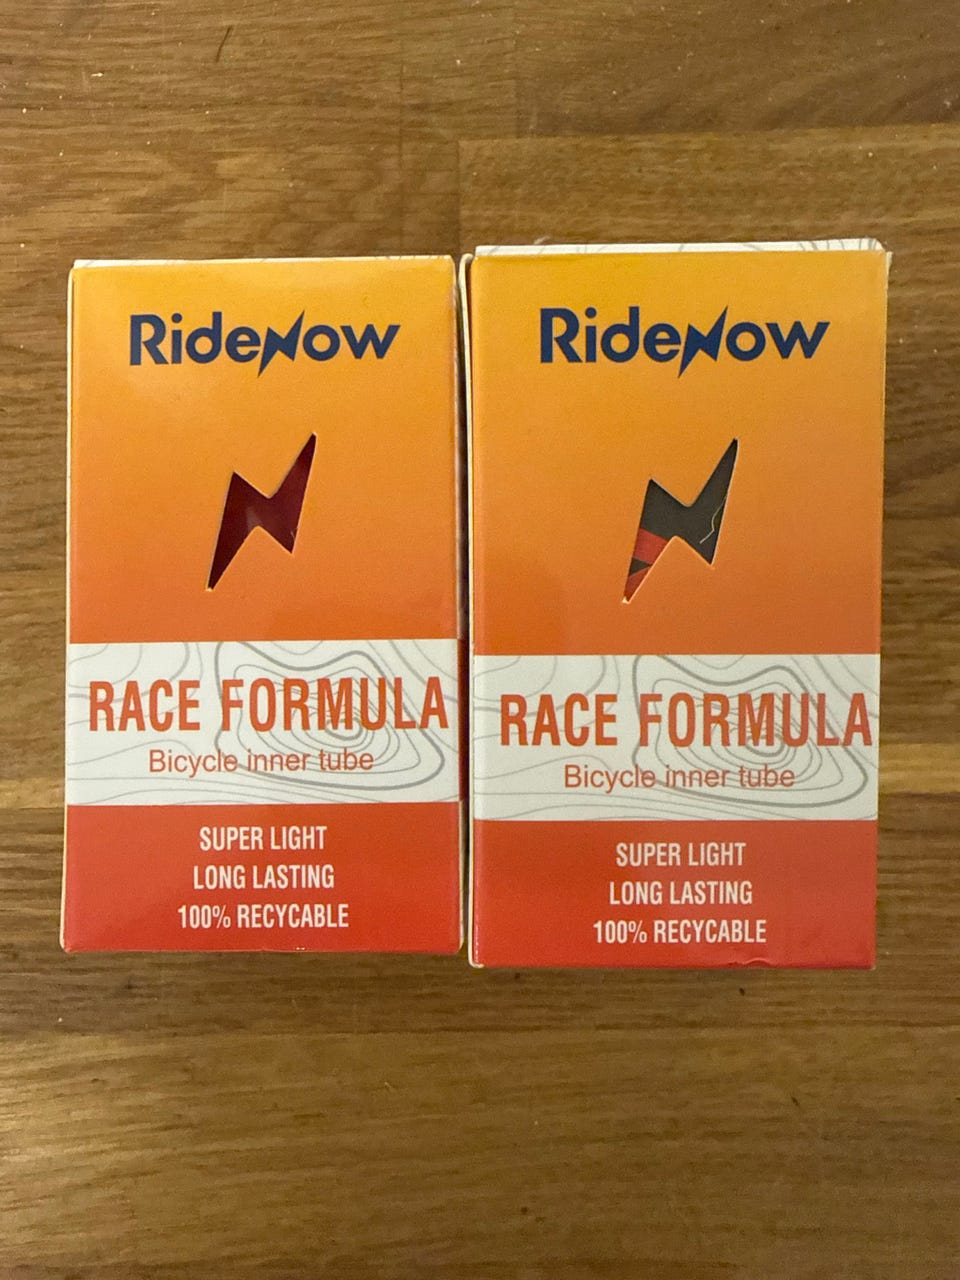 RideNow
RACE FORMULA
Bicycle inner tube
SUPER LIGHT
LONG LASTING
100% RECYCABLE
RideNow
RACE FORMULA
Bicycle inner tube
SUPER LIGHT
LONG LASTING
100% RECYCABLE